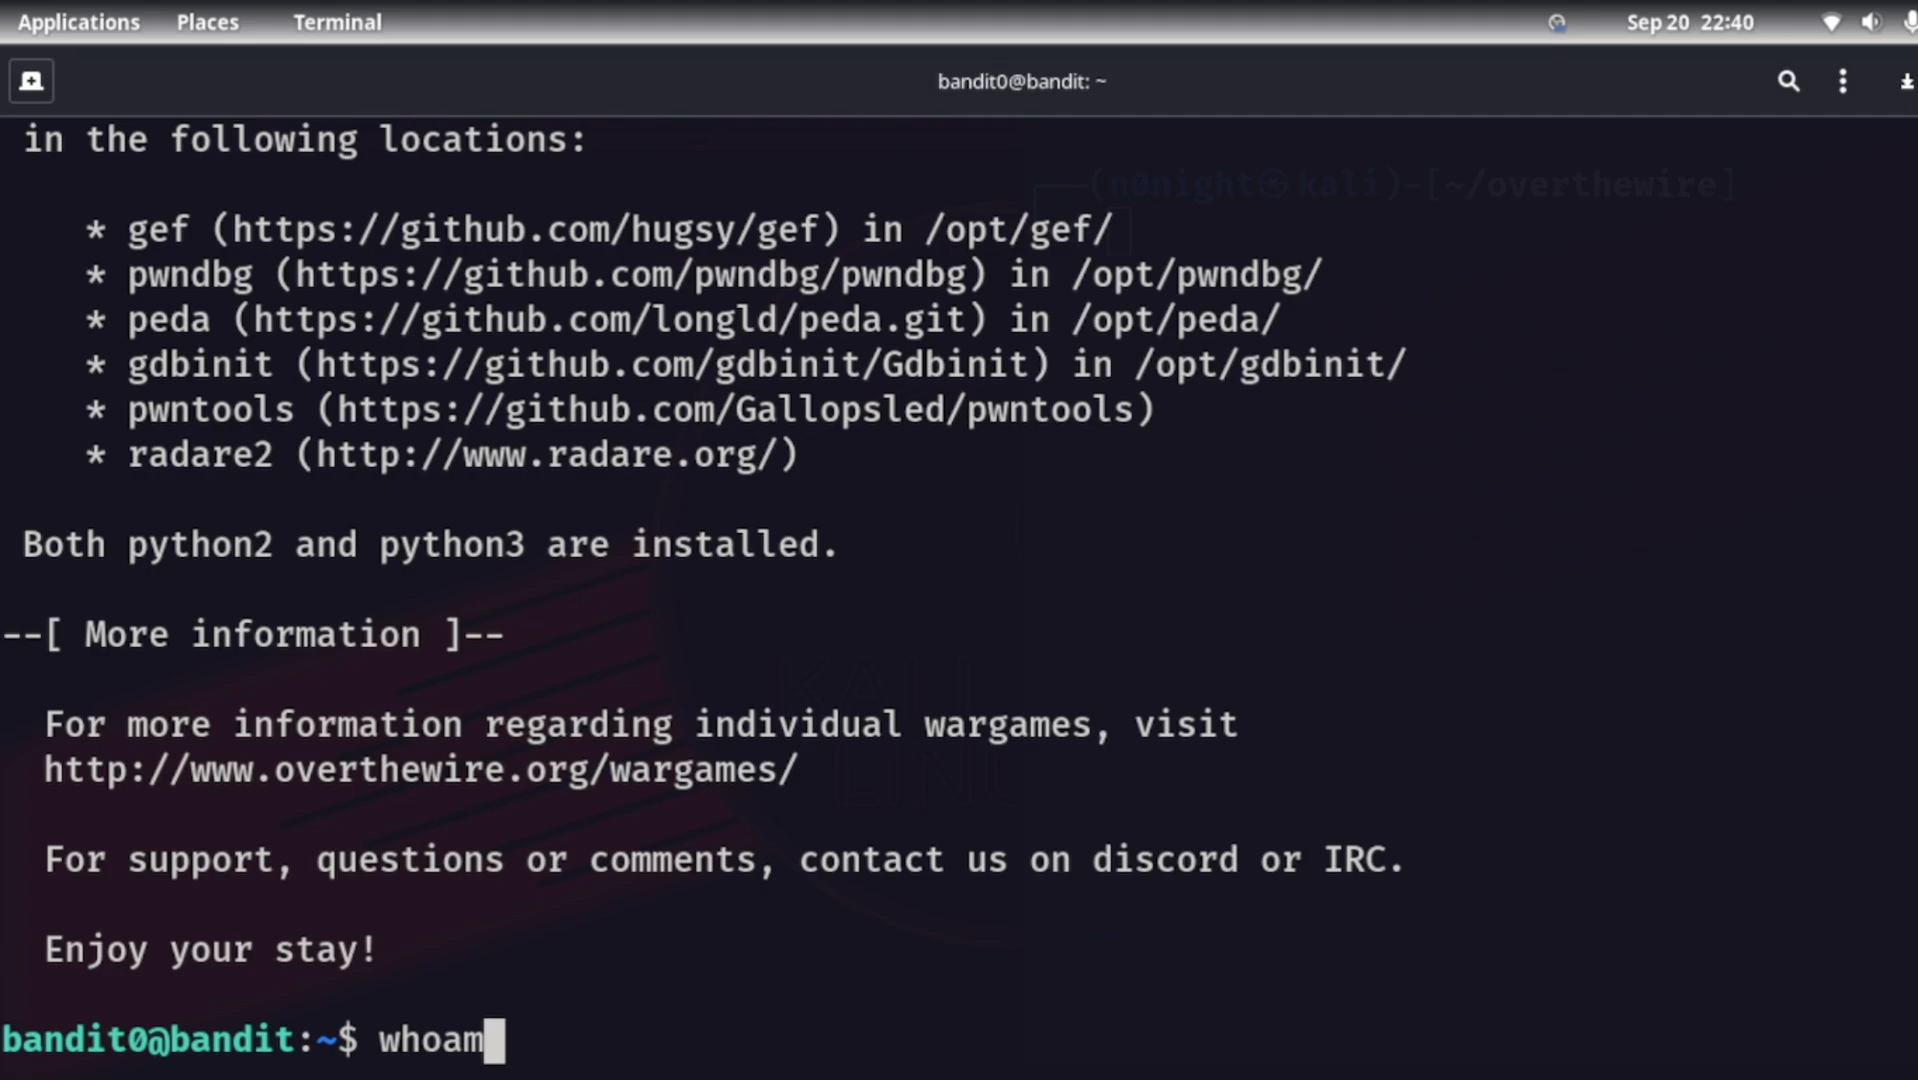 Applications Places Terminal Sep 20 22:40
bandit0@bandit: ~
in the following locations:
(n0night㉿kali)-[~/overthewire]
* gef (https://github.com/hugsy/gef) in /opt/gef/
* pwndbg (https://github.com/pwndbg/pwndbg) in /opt/pwndbg/
* peda (https://github.com/longld/peda.git) in /opt/peda/
* gdbinit (https://github.com/gdbinit/Gdbinit) in /opt/gdbinit/
* pwntools (https://github.com/Gallopsled/pwntools)
* radare2 (http://www.radare.org/)
Both python2 and python3 are installed.
--[ More information ]--
KALI
For more information regarding individual wargames, visit
http://www.overthewire.org/wargames/
For support, questions or comments, contact us on discord or IRC.
Enjoy your stay!
bandit0@bandit:~$ whoam